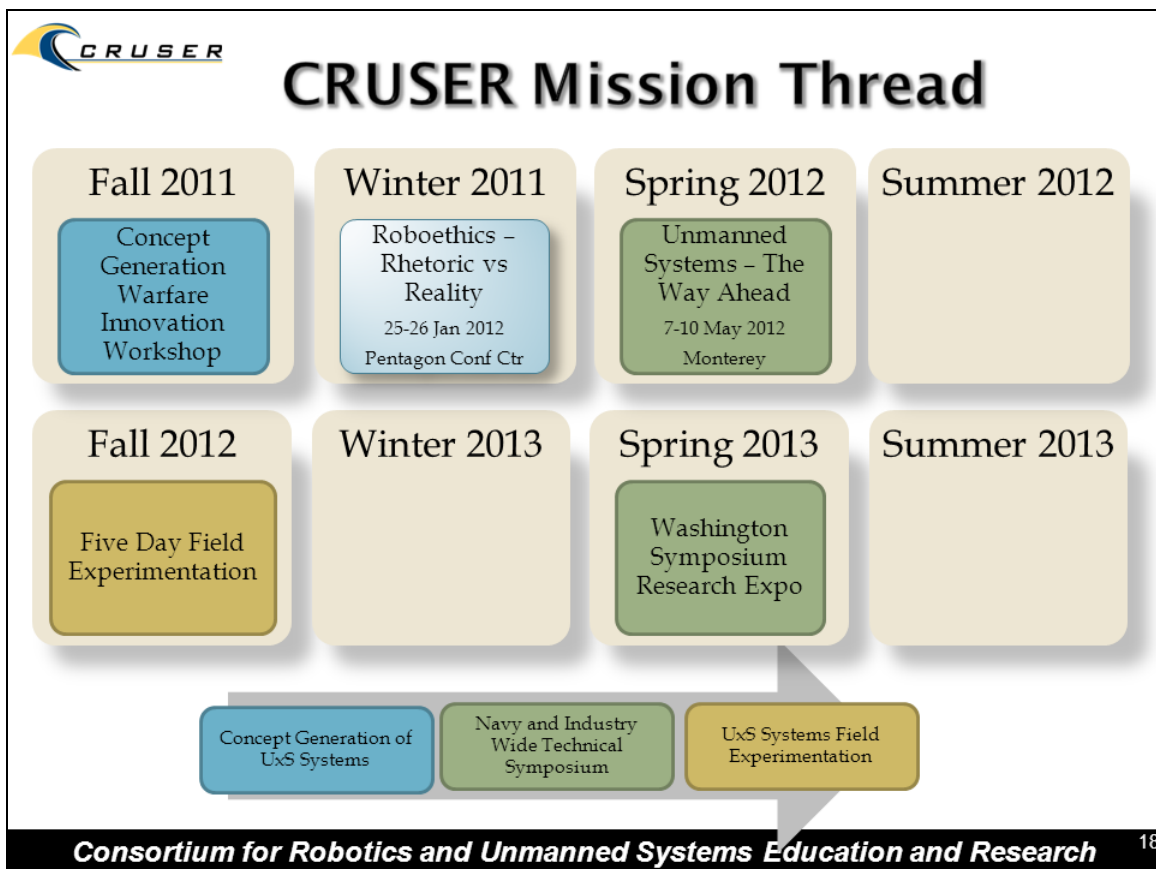 CRUSER
CRUSER Mission Thread
Fall 2011
Concept
Generation
Warfare
Innovation
Workshop
Winter 2011
Roboethics –
Rhetoric vs
Reality
25-26 Jan 2012
Pentagon Conf Ctr
Spring 2012
Unmanned
Systems – The
Way Ahead
7-10 May 2012
Monterey
Summer 2012
Fall 2012
Five Day Field
Experimentation
Winter 2013
Spring 2013
Washington
Symposium
Research Expo
Summer 2013
Concept Generation of
UxS Systems
Navy and Industry
Wide Technical
Symposium
UxS Systems Field
Experimentation
Consortium for Robotics and Unmanned Systems Education and Research
18